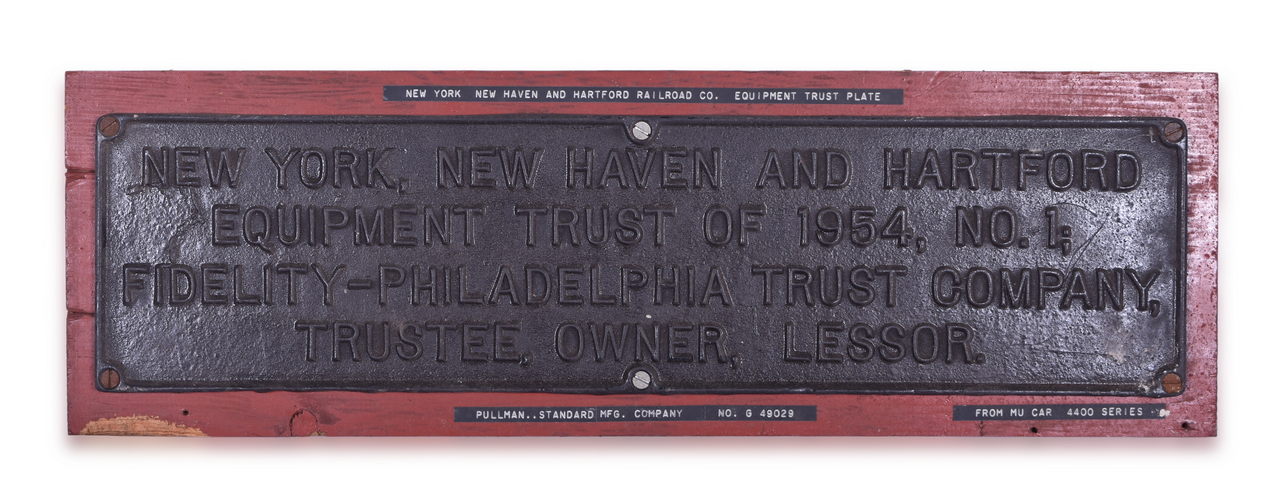 NEW YORK NEW HAVEN AND HARTFORD RAILROAD CO. EQUIPMENT TRUST PLATE
NEW YORK, NEW HAVEN AND HARTFORD
EQUIPMENT TRUST OF 1954, NO. 1;
FIDELITY-PHILADELPHIA TRUST COMPANY,
TRUSTEE, OWNER, LESSOR.
PULLMAN..STANDARD MFG. COMPANY NO. G 49029
FROM MU CAR 4400 SERIES